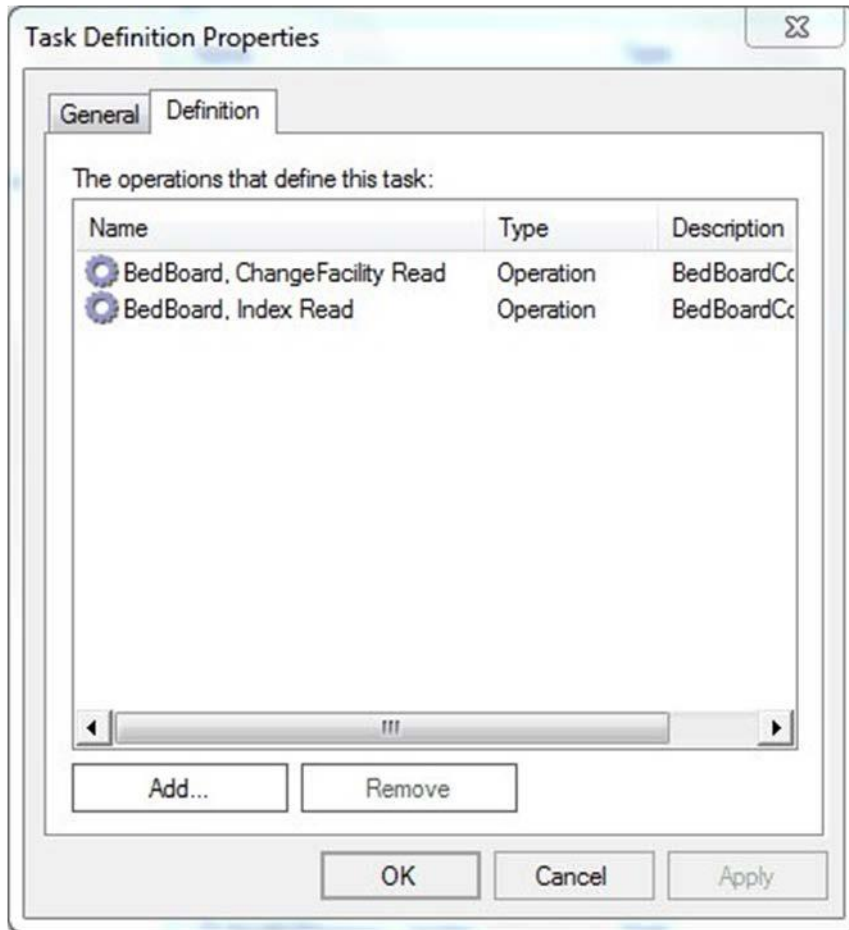 Task Definition Properties
General Definition
The operations that define this task:
Name Type Description
BedBoard, ChangeFacility Read Operation BedBoardCo
BedBoard, Index Read Operation BedBoardCo
Add... Remove
OK Cancel Apply